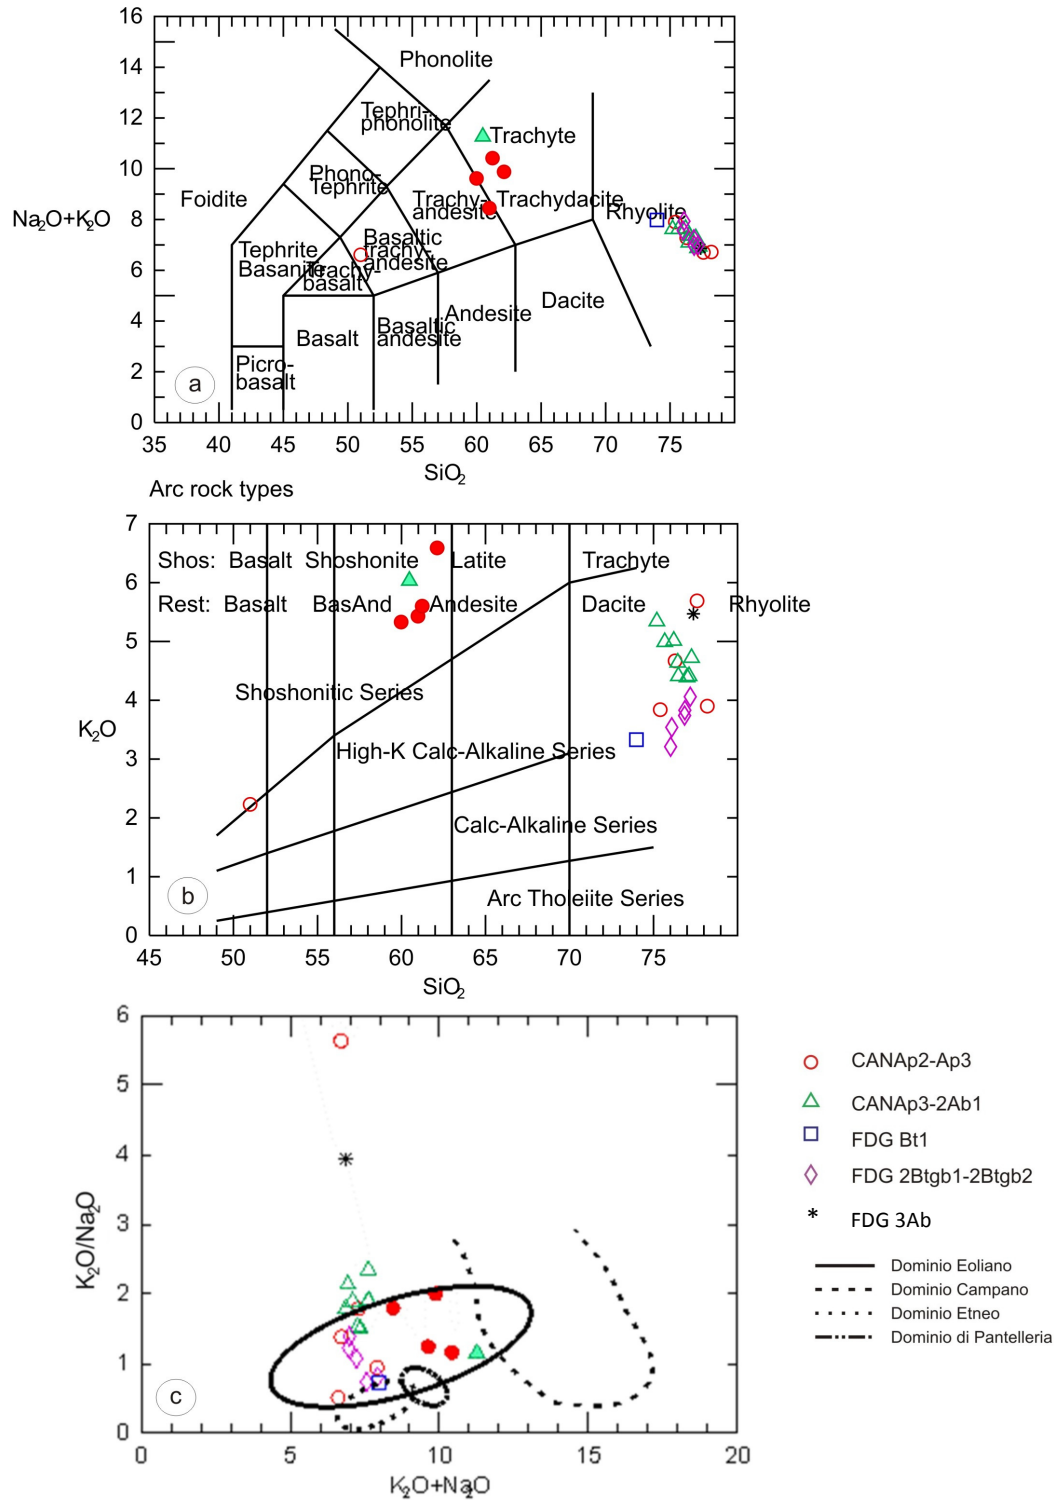 16
14
12
10
8
6
4
2
0
Na2O+K2O
Phonolite
Tephri-
phonolite
Trachyte
Phono-
Tephrite
Foidite
Trachy-
andesite
Trachydacite
Rhyolite
Basaltic
trachy-
andesite
Tephrite
Basanite
Trachy-
basalt
Basalt
Basaltic
andesite
Andesite
Dacite
Picro-
basalt
a
35 40 45 50 55 60 65 70 75
SiO2
Arc rock types
7
6
5
4
3
2
1
0
K2O
Shos: Basalt Shoshonite Latite Trachyte
Rest: Basalt BasAnd Andesite Dacite Rhyolite
Shoshonitic Series
High-K Calc-Alkaline Series
Calc-Alkaline Series
Arc Tholeiite Series
b
45 50 55 60 65 70 75
SiO2
6
5
4
3
2
1
0
K2O/Na2O
c
0 5 10 15 20
K2O+Na2O
CANAp2-Ap3
CANAp3-2Ab1
FDG Bt1
FDG 2Btgb1-2Btgb2
* FDG 3Ab
Dominio Eoliano
Dominio Campano
Dominio Etneo
Dominio di Pantelleria